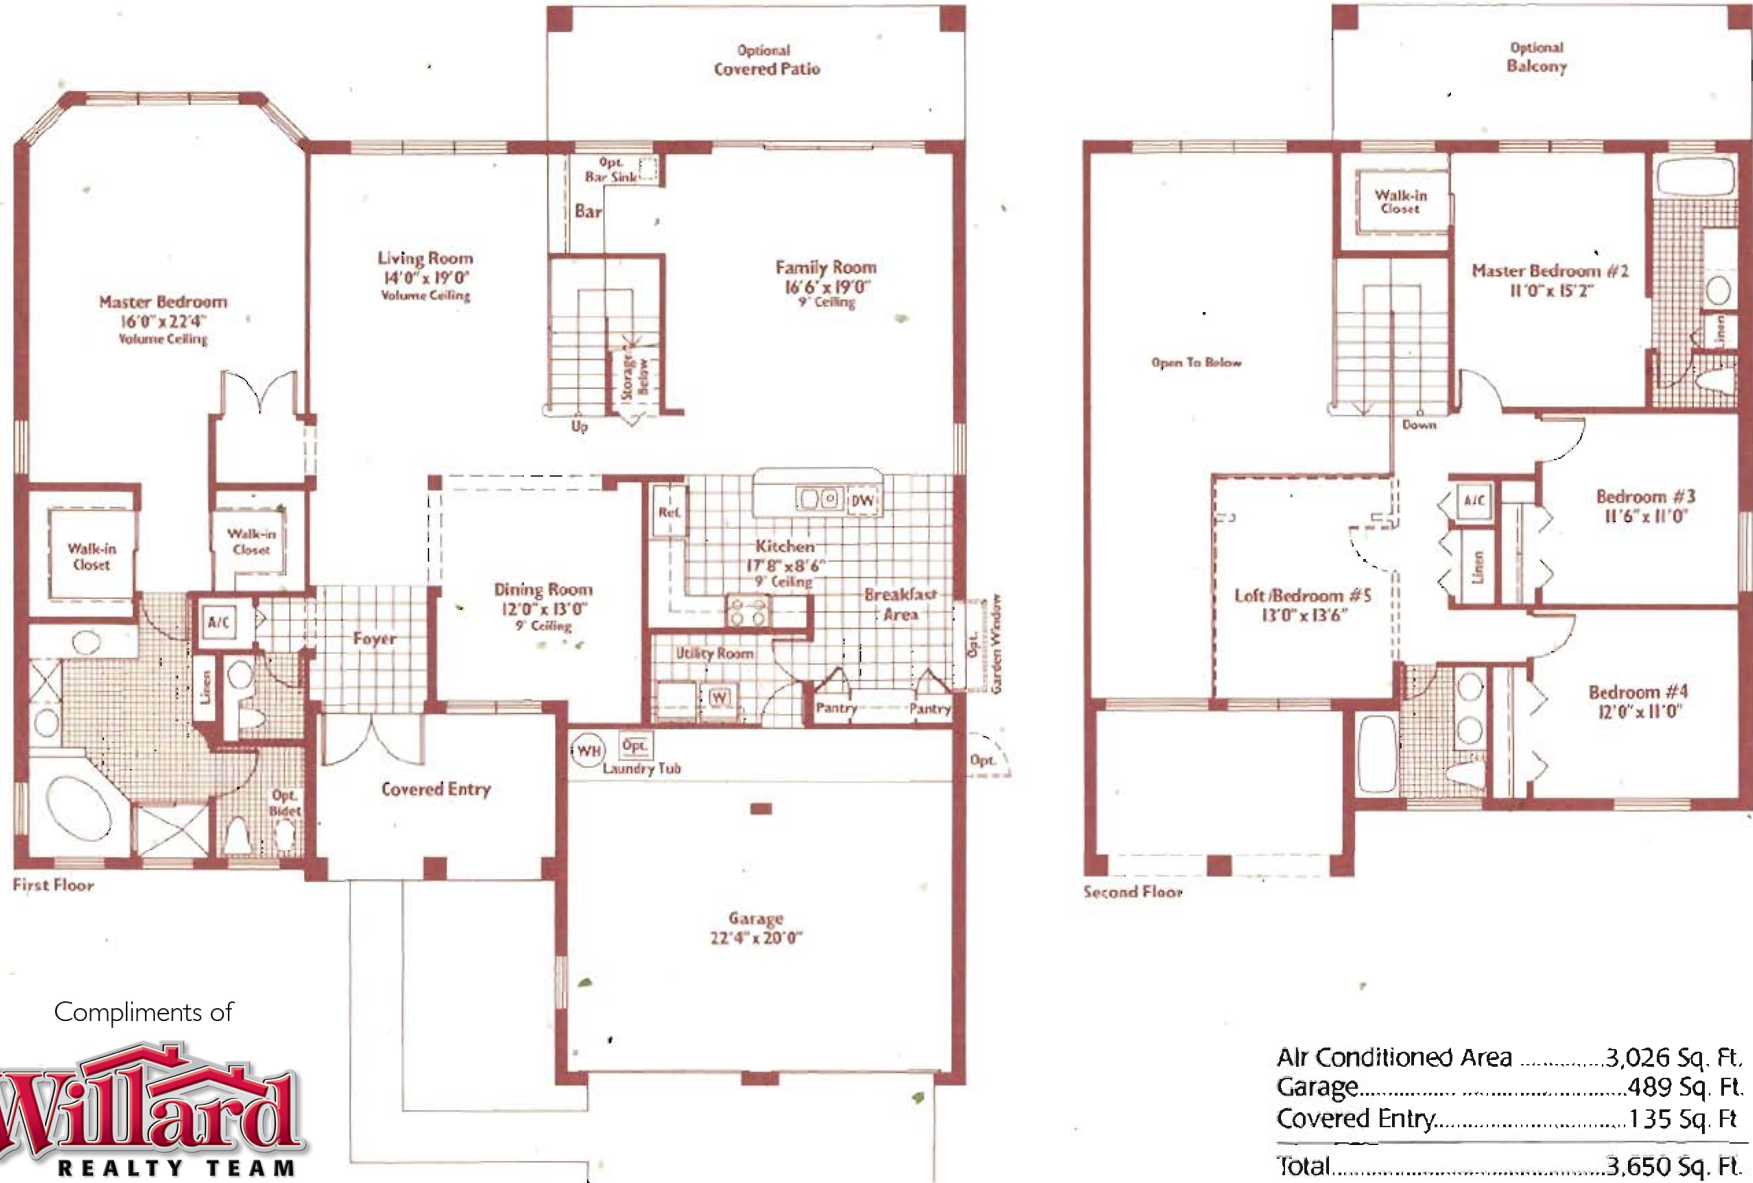 Optional
Covered Patio
Opt.
Bar Sink
Bar
Living Room
14'0" x 19'0"
Volume Ceiling
Family Room
16'6" x 19'0"
9' Ceiling
Master Bedroom
16'0" x 22'4"
Volume Ceiling
Storage
Below
Up
Walk-in
Closet
Walk-in
Closet
Ref.
DW
Kitchen
17'8" x 8'6"
9' Ceiling
Dining Room
12'0" x 13'0"
9' Ceiling
Breakfast
Area
Opt.
Garden Window
A/C
Foyer
Utility Room
Linen
W
Pantry
Pantry
WH
Opt.
Laundry Tub
Opt.
Covered Entry
Opt.
Bidet
First Floor
Garage
22'4" x 20'0"
Optional
Balcony
Walk-in
Closet
Master Bedroom #2
11'0" x 15'2"
Linen
Open To Below
Down
A/C
Bedroom #3
11'6" x 11'0"
Linen
Loft/Bedroom #5
13'0" x 13'6"
Bedroom #4
12'0" x 11'0"
Second Floor
Compliments of
Willard
REALTY TEAM
Air Conditioned Area ............3,026 Sq. Ft.
Garage..........................................489 Sq. Ft.
Covered Entry.............................135 Sq. Ft
Total..........................................3,650 Sq. Ft.